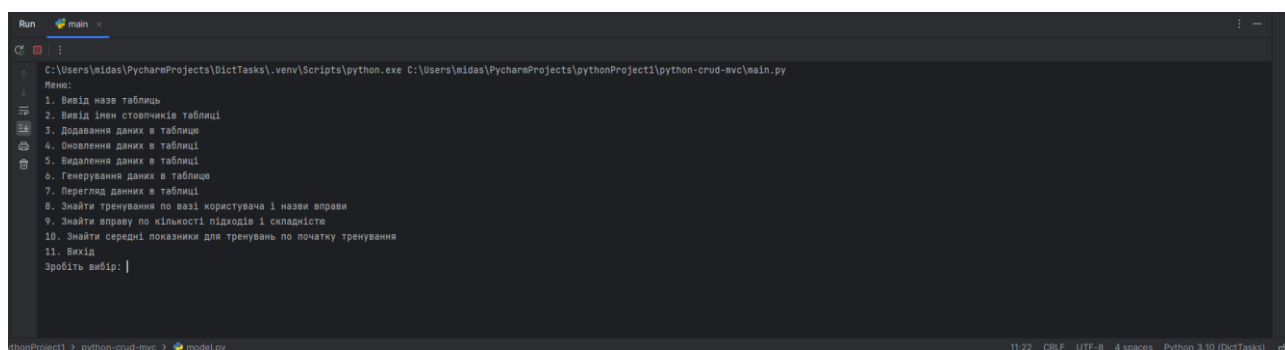 Run main
C:\Users\midas\PycharmProjects\DictTasks\.venv\Scripts\python.exe C:\Users\midas\PycharmProjects\pythonProject1\python-crud-mvc\main.py
Меню:
1. Вивід назв таблиць
2. Вивід імен стовпчиків таблиці
3. Додавання даних в таблицю
4. Оновлення даних в таблиці
5. Видалення даних в таблиці
6. Генерування даних в таблицю
7. Перегляд данних в таблиці
8. Знайти тренування по вазі користувача і назви вправи
9. Знайти вправу по кількості підходів і складністю
10. Знайти середні показники для тренувань по початку тренування
11. Вихід
Зробіть вибір:
thonProject1 > python-crud-mvc > model.py 11:22 CRLF UTF-8 4 spaces Python 3.10 (DictTasks)